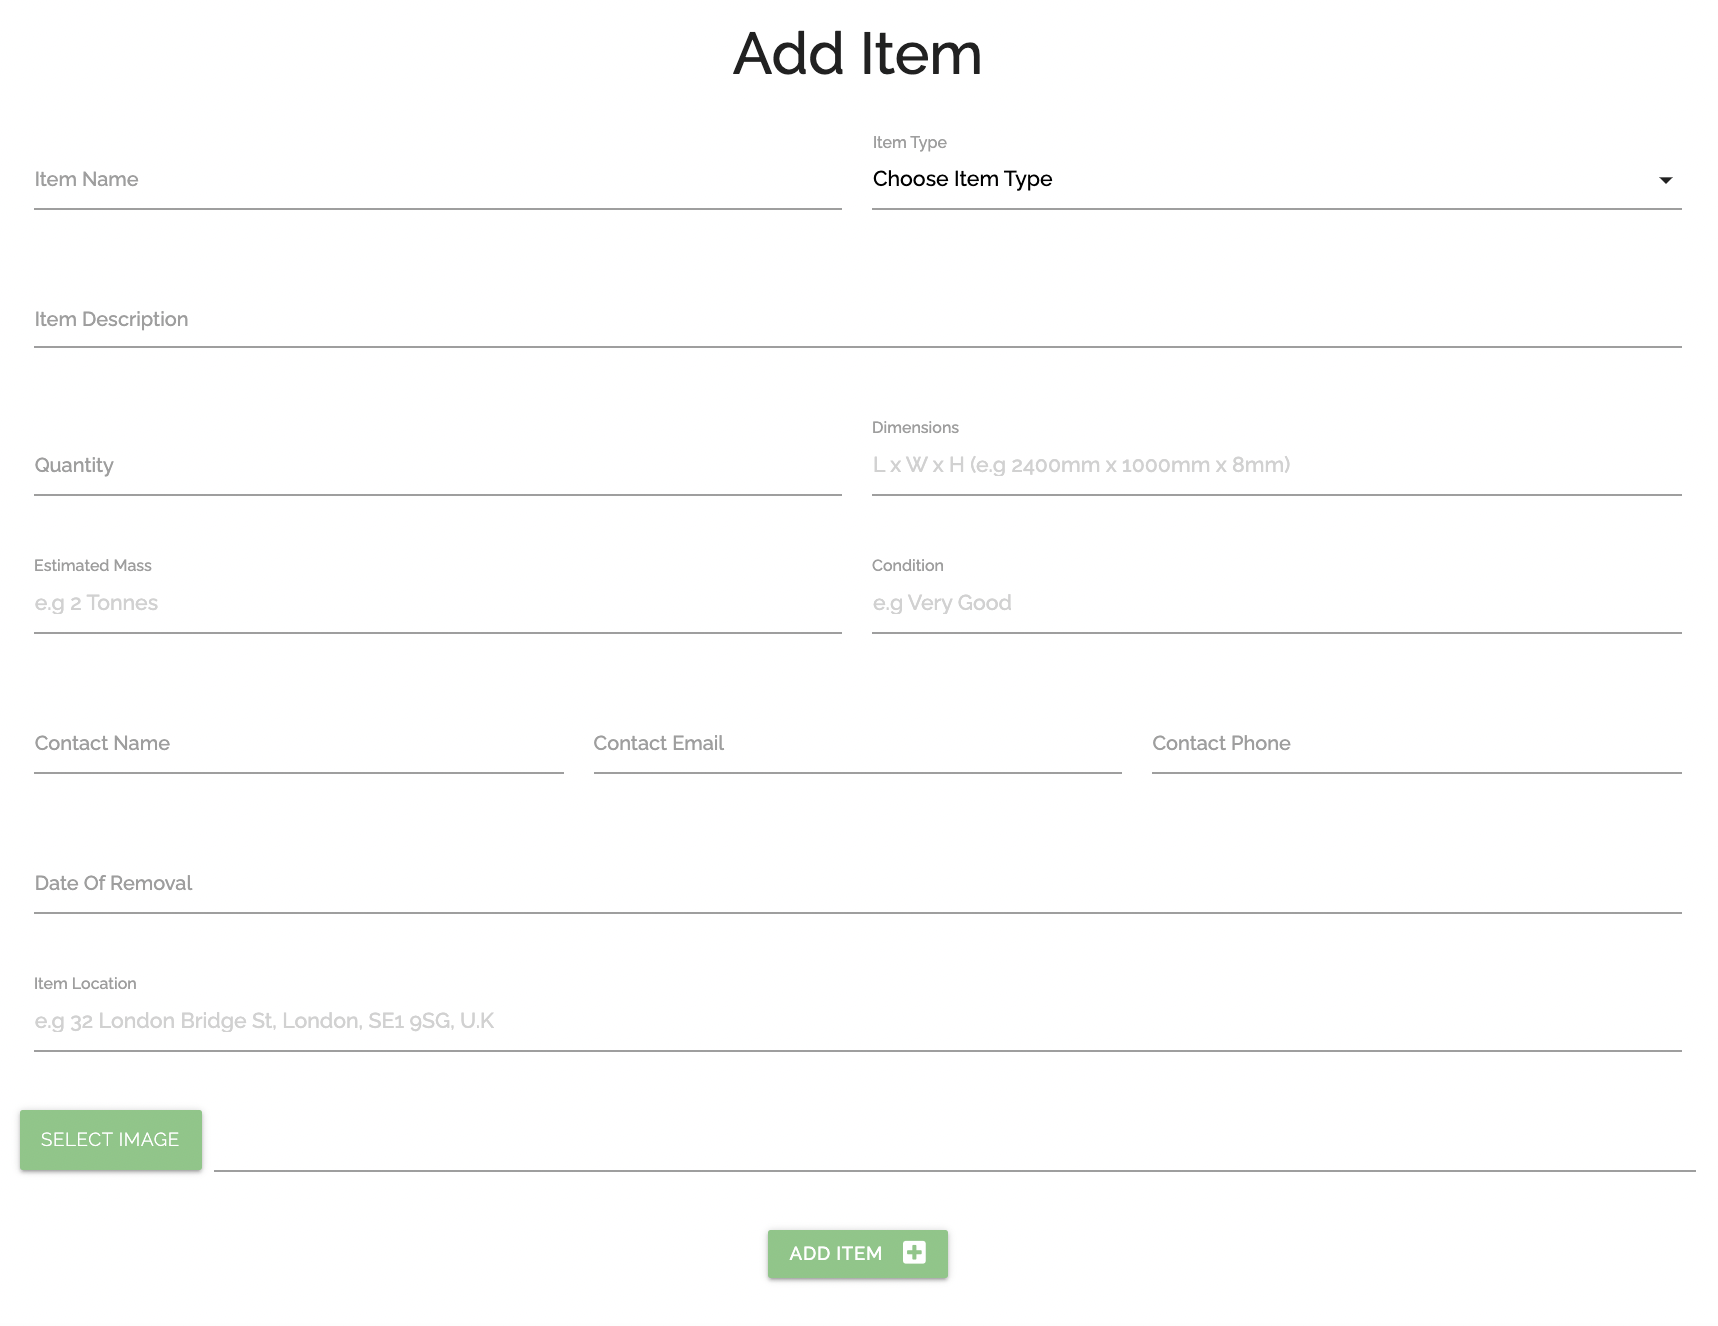 Add Item
Item Name
Item Type
Choose Item Type
Item Description
Quantity
Dimensions
L x W x H (e.g 2400mm x 1000mm x 8mm)
Estimated Mass
e.g 2 Tonnes
Condition
e.g Very Good
Contact Name
Contact Email
Contact Phone
Date Of Removal
Item Location
e.g 32 London Bridge St, London, SE1 9SG, U.K
SELECT IMAGE
ADD ITEM